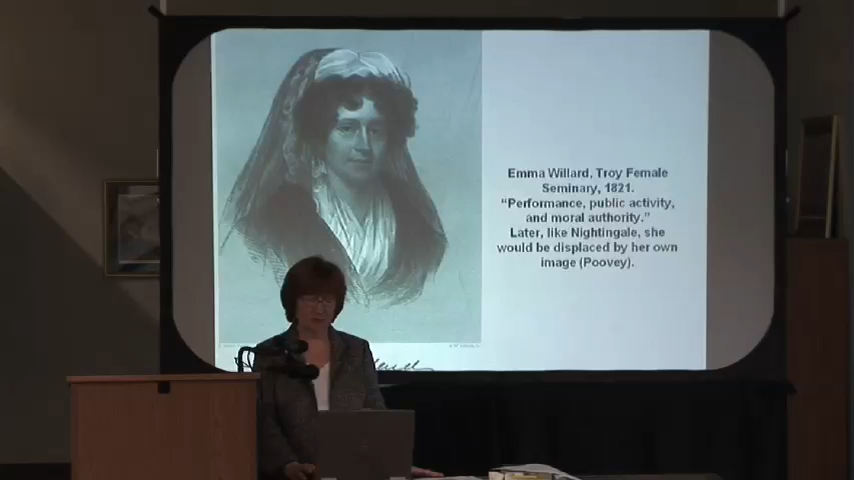 Emma Willard, Troy Female
Seminary, 1821.
“Performance, public activity,
and moral authority.”
Later, like Nightingale, she
would be displaced by her own
image (Poovey).